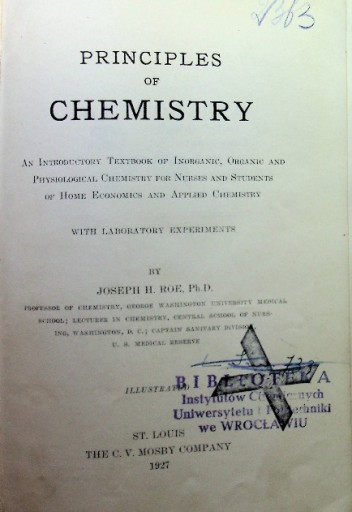 PRINCIPLES
OF
CHEMISTRY
AN INTRODUCTORY TEXTBOOK OF INORGANIC, ORGANIC AND
PHYSIOLOGICAL CHEMISTRY FOR NURSES AND STUDENTS
OF HOME ECONOMICS AND APPLIED CHEMISTRY
WITH LABORATORY EXPERIMENTS
BY
JOSEPH H. ROE, PH.D.
PROFESSOR OF CHEMISTRY, GEORGE WASHINGTON UNIVERSITY MEDICAL
SCHOOL; LECTURER IN CHEMISTRY, CENTRAL SCHOOL OF NURS-
ING, WASHINGTON, D. C.; CAPTAIN SANITARY DIVISION,
U. S. MEDICAL RESERVE
ILLUSTRATED
BIBLIOTEKA
Instytutów
Uniwersytetu i Politechniki
we WROCŁAWIU
ST. LOUIS
THE C. V. MOSBY COMPANY
1927